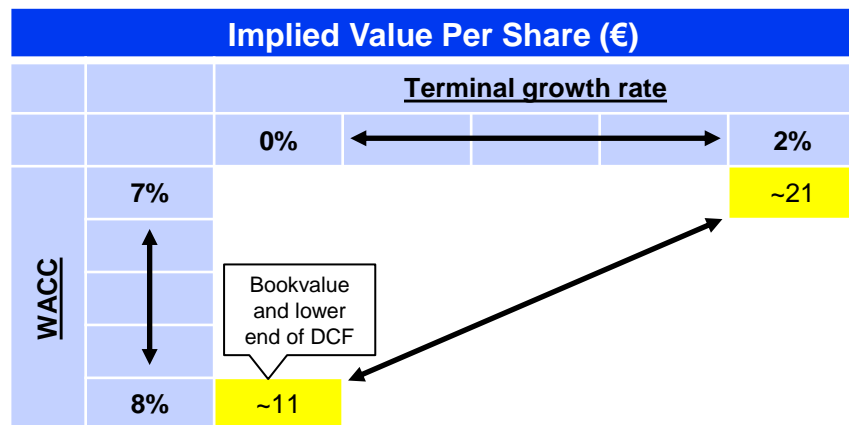 Implied Value Per Share (€)
Terminal growth rate
0%
2%
7%
~21
WACC
Bookvalue
and lower
end of DCF
8%
~11